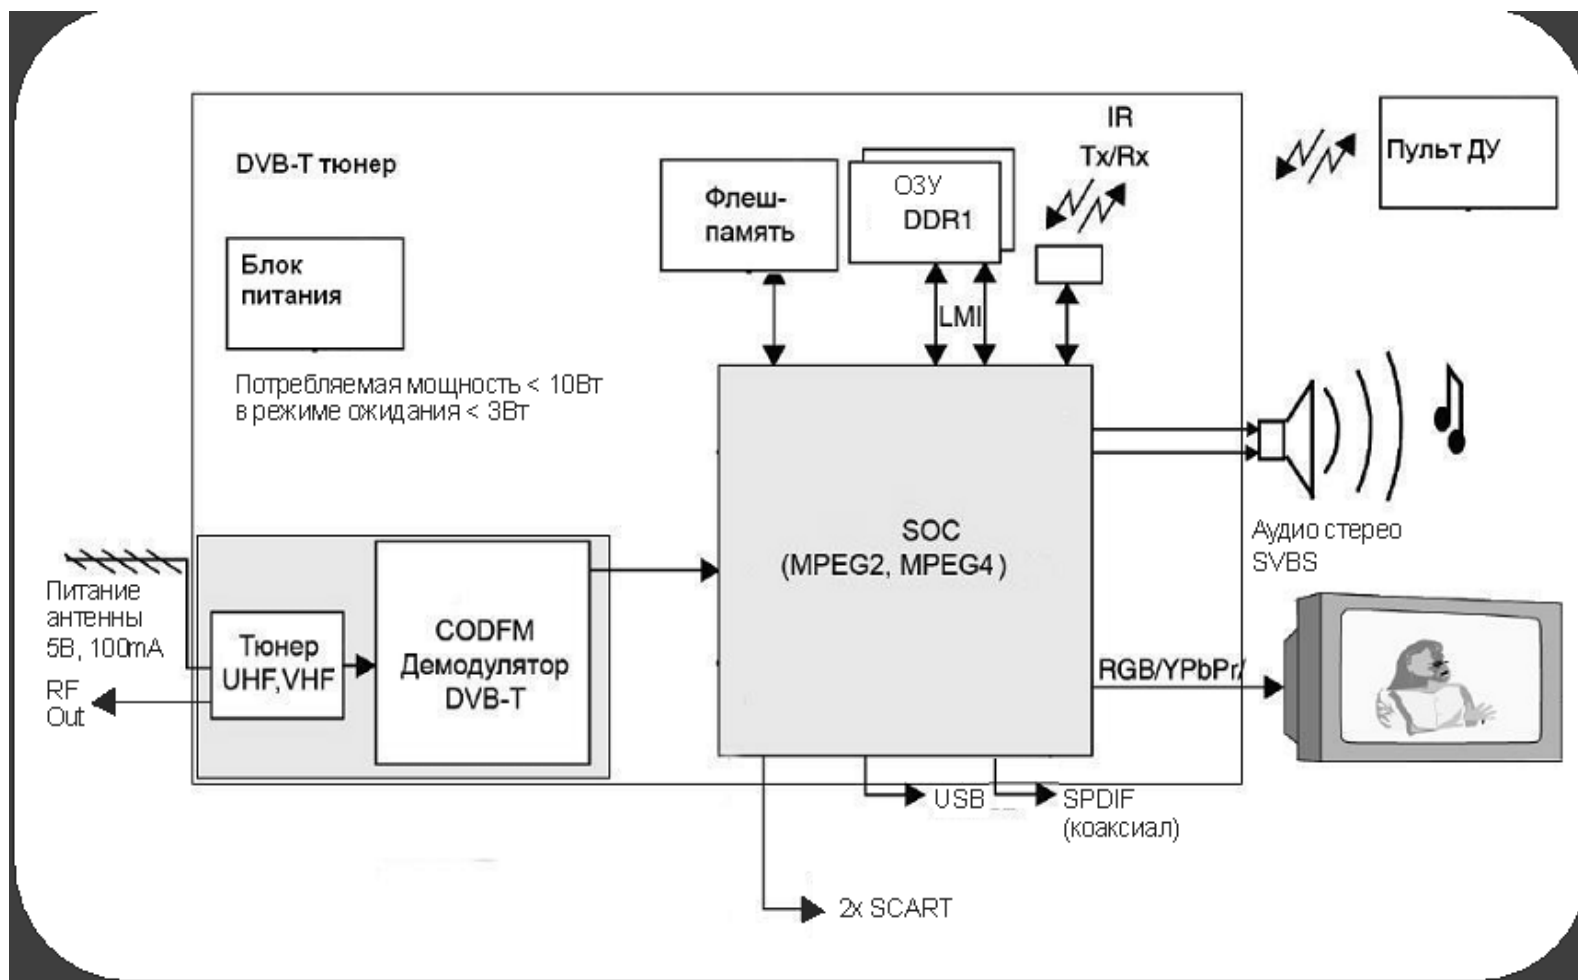 IR
Tx/Rx
DVB-T тюнер
Пульт ДУ
Флеш-
память
ОЗУ
DDR1
Блок
питания
LMI
Потребляемая мощность < 10Вт
в режиме ожидания < 3Вт
SOC
(MPEG2, MPEG4)
Аудио стерео
SVBS
Питание
антенны
5В, 100mA
RF
Out
Тюнер
UHF,VHF
CODFM
Демодулятор
DVB-T
RGB/YPbPr/
USB
SPDIF
(коаксиал)
2x SCART